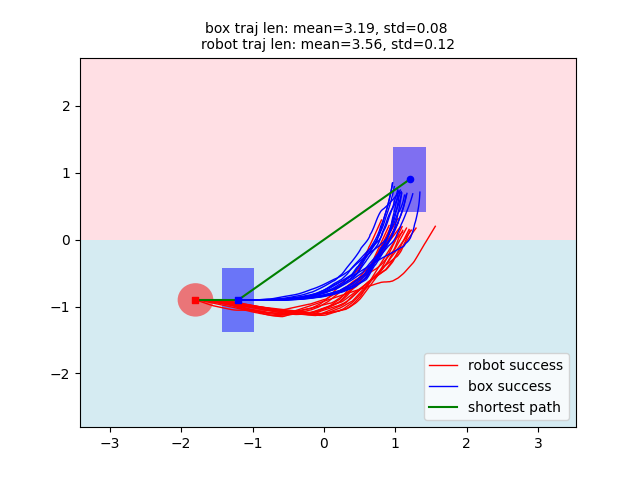 box traj len: mean=3.19, std=0.08
robot traj len: mean=3.56, std=0.12
2
1
0
−1
−2
−3
−2
−1
0
1
2
3
robot success
box success
shortest path